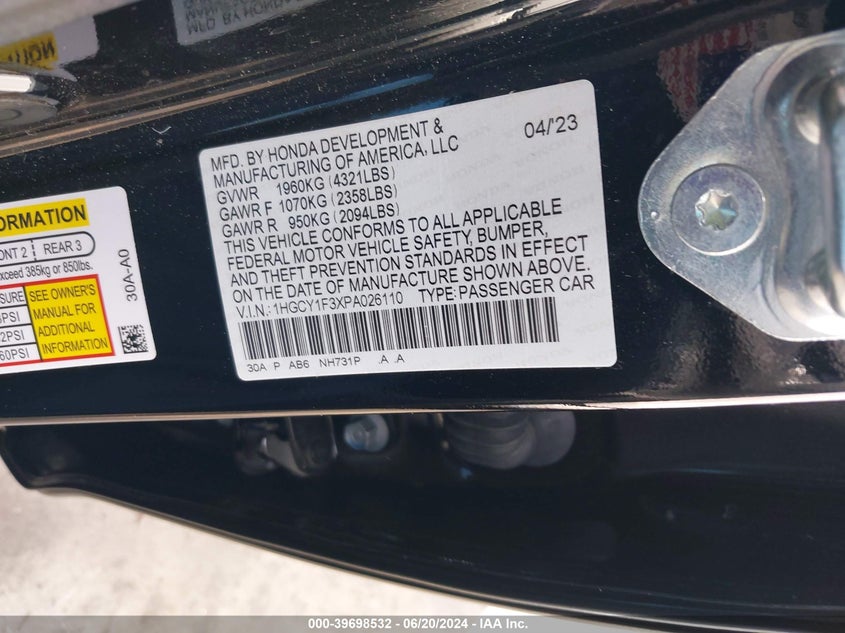 MFD. BY HONDA DEVELOPMENT &
MANUFACTURING OF AMERICA, LLC
04/23
GVWR 1960KG (4321LBS)
GAWR F 1070KG (2358LBS)
GAWR R 950KG (2094LBS)
THIS VEHICLE CONFORMS TO ALL APPLICABLE
FEDERAL MOTOR VEHICLE SAFETY, BUMPER,
AND THEFT PREVENTION STANDARDS IN EFFECT
ON THE DATE OF MANUFACTURE SHOWN ABOVE.
V.I.N.: 1HGCY1F3XPA026110 TYPE: PASSENGER CAR
30A P AB6 NH731P .A .A
ORMATION
ONT 2 REAR 3
xceed 385kg or 850lbs.
SURE
PSI
2PSI
60PSI
SEE OWNER'S
MANUAL FOR
ADDITIONAL
INFORMATION
30A-A0
000-39698532 - 06/20/2024 - IAA Inc.